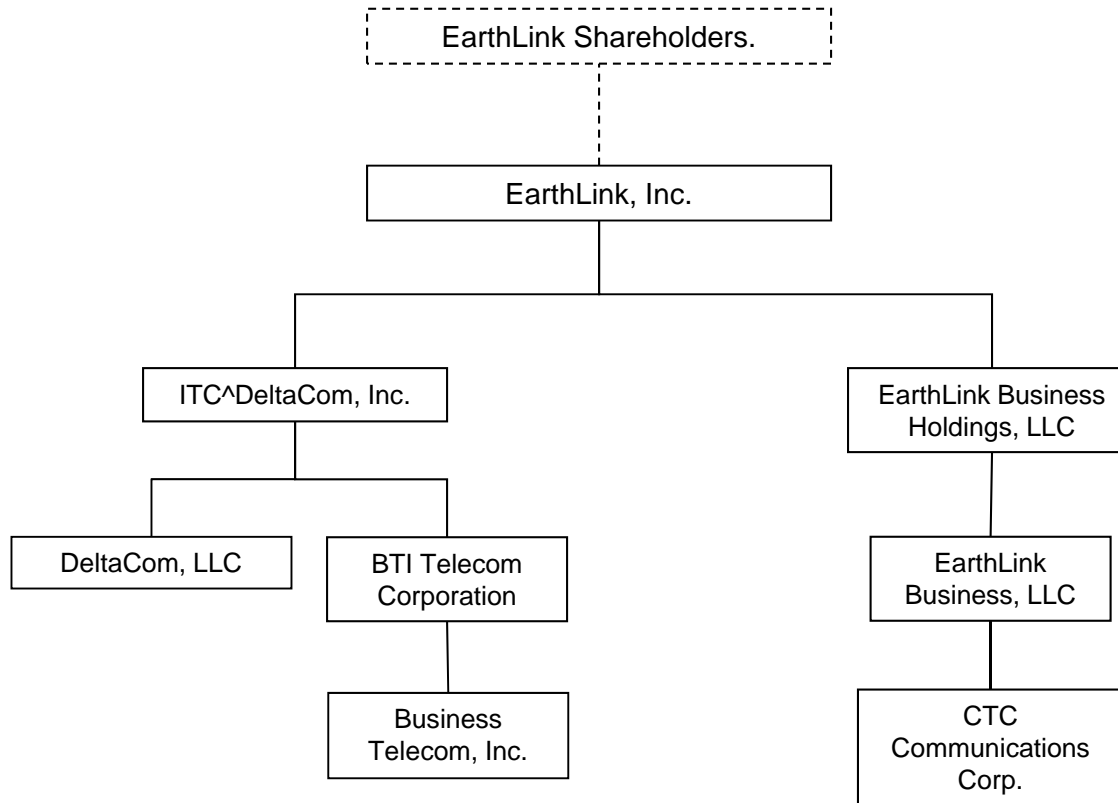 EarthLink Shareholders.
EarthLink, Inc.
ITC^DeltaCom, Inc.
EarthLink Business
Holdings, LLC
DeltaCom, LLC
BTI Telecom
Corporation
EarthLink
Business, LLC
Business
Telecom, Inc.
CTC
Communications
Corp.